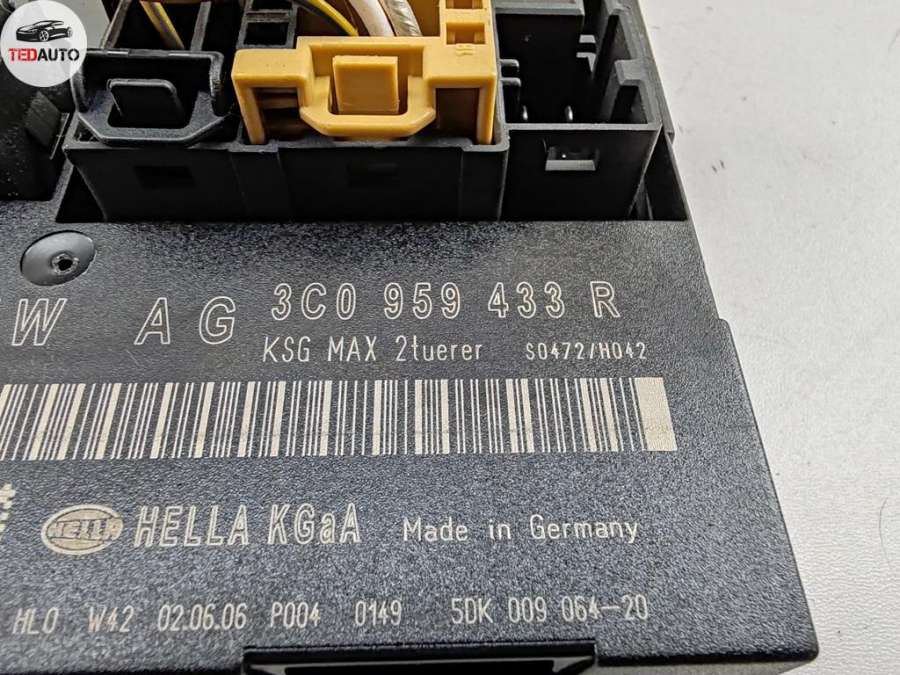 TEDAUTO
W AG 3C0 959 433 R
KSG MAX 2tuerer S0472/H042
HELLA HELLA KGaA Made in Germany
HLO W42 02.06.06 P004 0149 5DK 009 064-20